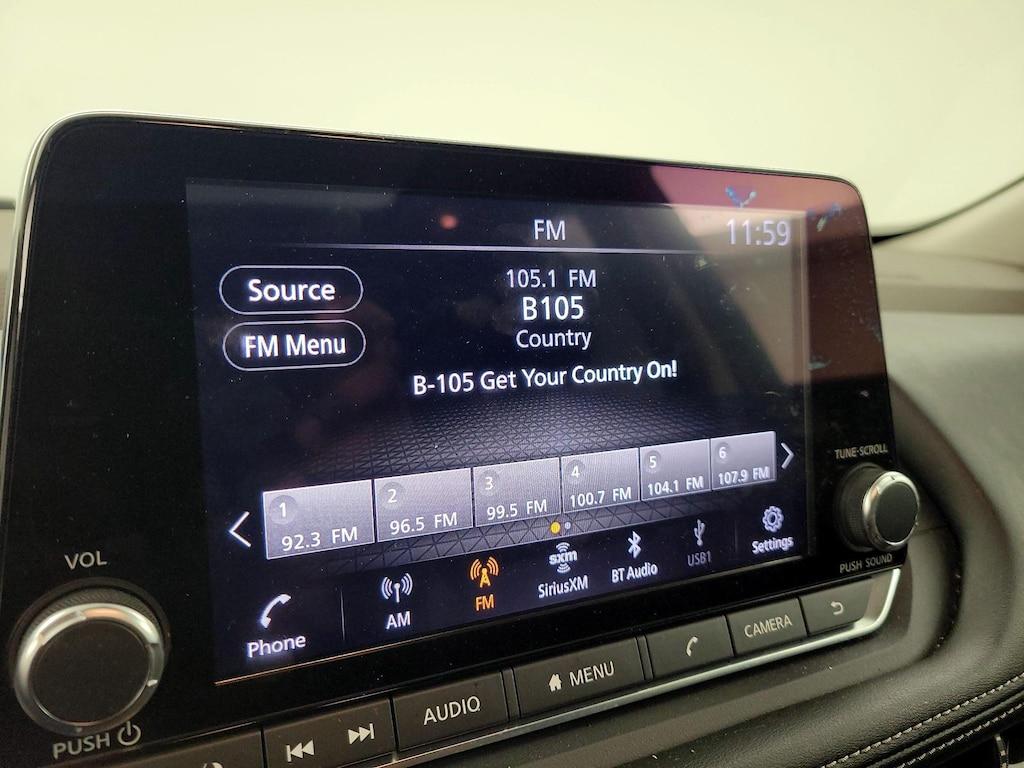 FM
11:59
Source
FM Menu
105.1 FM
B105
Country
B-105 Get Your Country On!
1
92.3 FM
2
96.5 FM
3
99.5 FM
4
100.7 FM
5
104.1 FM
6
107.9 FM
Phone
AM
FM
sxm
SiriusXM
BT Audio
USB1
Settings
TUNE·SCROLL
PUSH SOUND
VOL
PUSH
AUDIO
MENU
CAMERA